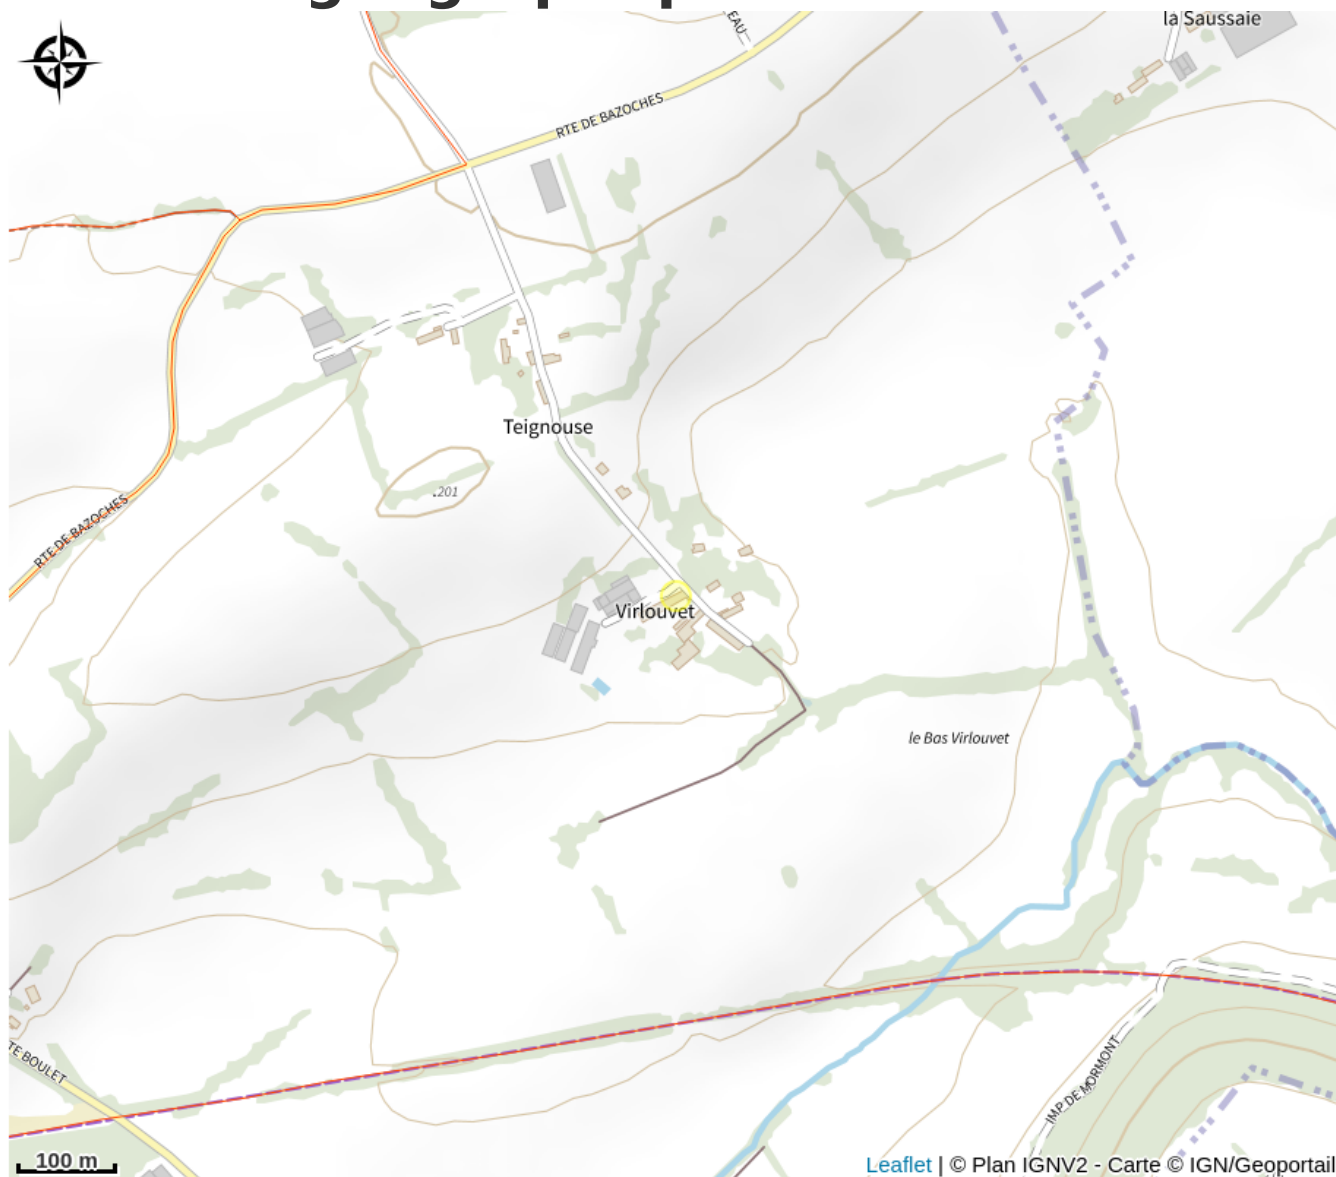 la Saussaie
EAU
RTE DE BAZOCHES
Teignouse
.201
RTE DE BAZOCHES
Virlouvet
le Bas Virlouvet
TE BOULET
IMP DE MORMONT
100 m
Leaflet | © Plan IGNV2 - Carte © IGN/Geoportail